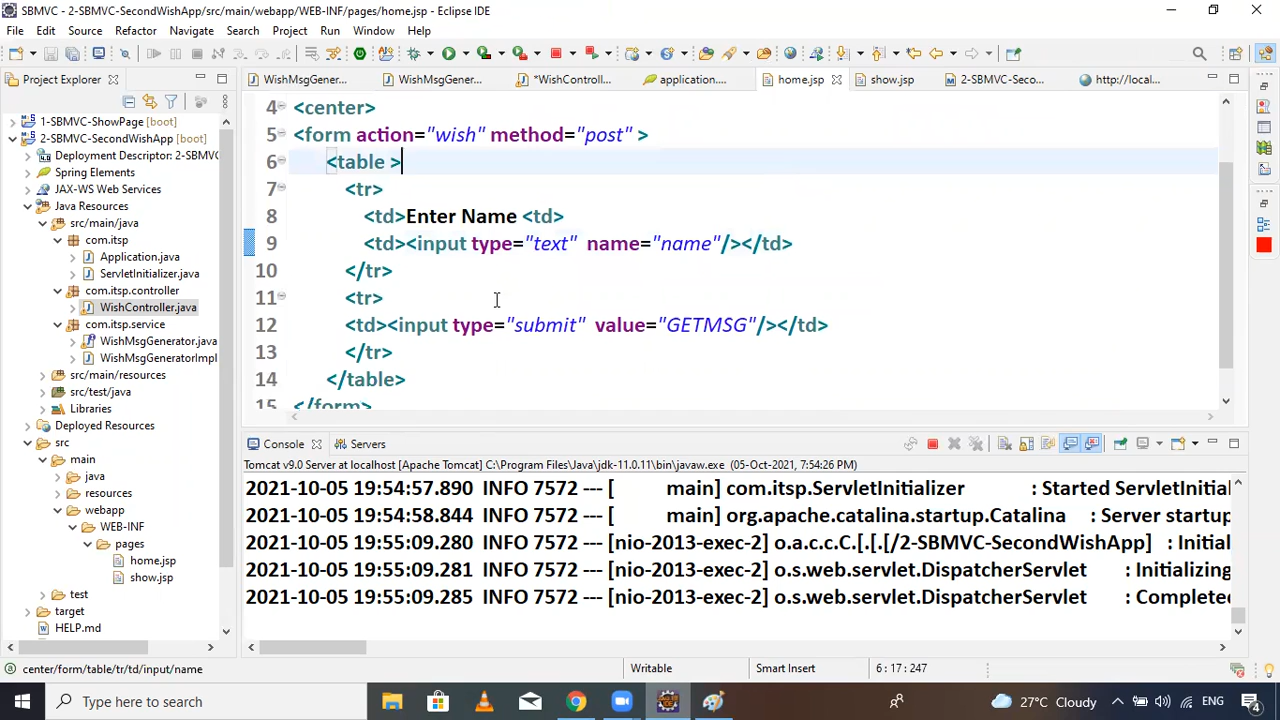 SBMVC - 2-SBMVC-SecondWishApp/src/main/webapp/WEB-INF/pages/home.jsp - Eclipse IDE
File Edit Source Refactor Navigate Search Project Run Window Help
Project Explorer
WishMsgGener... WishMsgGener... *WishControll... application.... home.jsp show.jsp 2-SBMVC-Seco... http://local...
1-SBMVC-ShowPage [boot]
2-SBMVC-SecondWishApp [boot]
Deployment Descriptor: 2-SBMV
Spring Elements
JAX-WS Web Services
Java Resources
src/main/java
com.itsp
Application.java
ServletInitializer.java
com.itsp.controller
WishController.java
com.itsp.service
WishMsgGenerator.java
WishMsgGeneratorImpl
src/main/resources
src/test/java
Libraries
Deployed Resources
src
main
java
resources
webapp
WEB-INF
pages
home.jsp
show.jsp
test
target
HELP.md
4 <center>
5 <form action="wish" method="post" >
6 <table >
7 <tr>
8 <td>Enter Name <td>
9 <td><input type="text" name="name"/></td>
10 </tr>
11 <tr>
12 <td><input type="submit" value="GETMSG"/></td>
13 </tr>
14 </table>
15 </form>
Console Servers
Tomcat v9.0 Server at localhost [Apache Tomcat] C:\Program Files\Java\jdk-11.0.11\bin\javaw.exe (05-Oct-2021, 7:54:26 PM)
2021-10-05 19:54:57.890 INFO 7572 --- [ main] com.itsp.ServletInitializer : Started ServletInitial
2021-10-05 19:54:58.844 INFO 7572 --- [ main] org.apache.catalina.startup.Catalina : Server startup
2021-10-05 19:55:09.280 INFO 7572 --- [nio-2013-exec-2] o.a.c.c.C.[.[.[/2-SBMVC-SecondWishApp] : Initial
2021-10-05 19:55:09.281 INFO 7572 --- [nio-2013-exec-2] o.s.web.servlet.DispatcherServlet : Initializing
2021-10-05 19:55:09.285 INFO 7572 --- [nio-2013-exec-2] o.s.web.servlet.DispatcherServlet : Completed
center/form/table/tr/td/input/name Writable Smart Insert 6 : 17 : 247
Type here to search 27°C Cloudy ENG 4